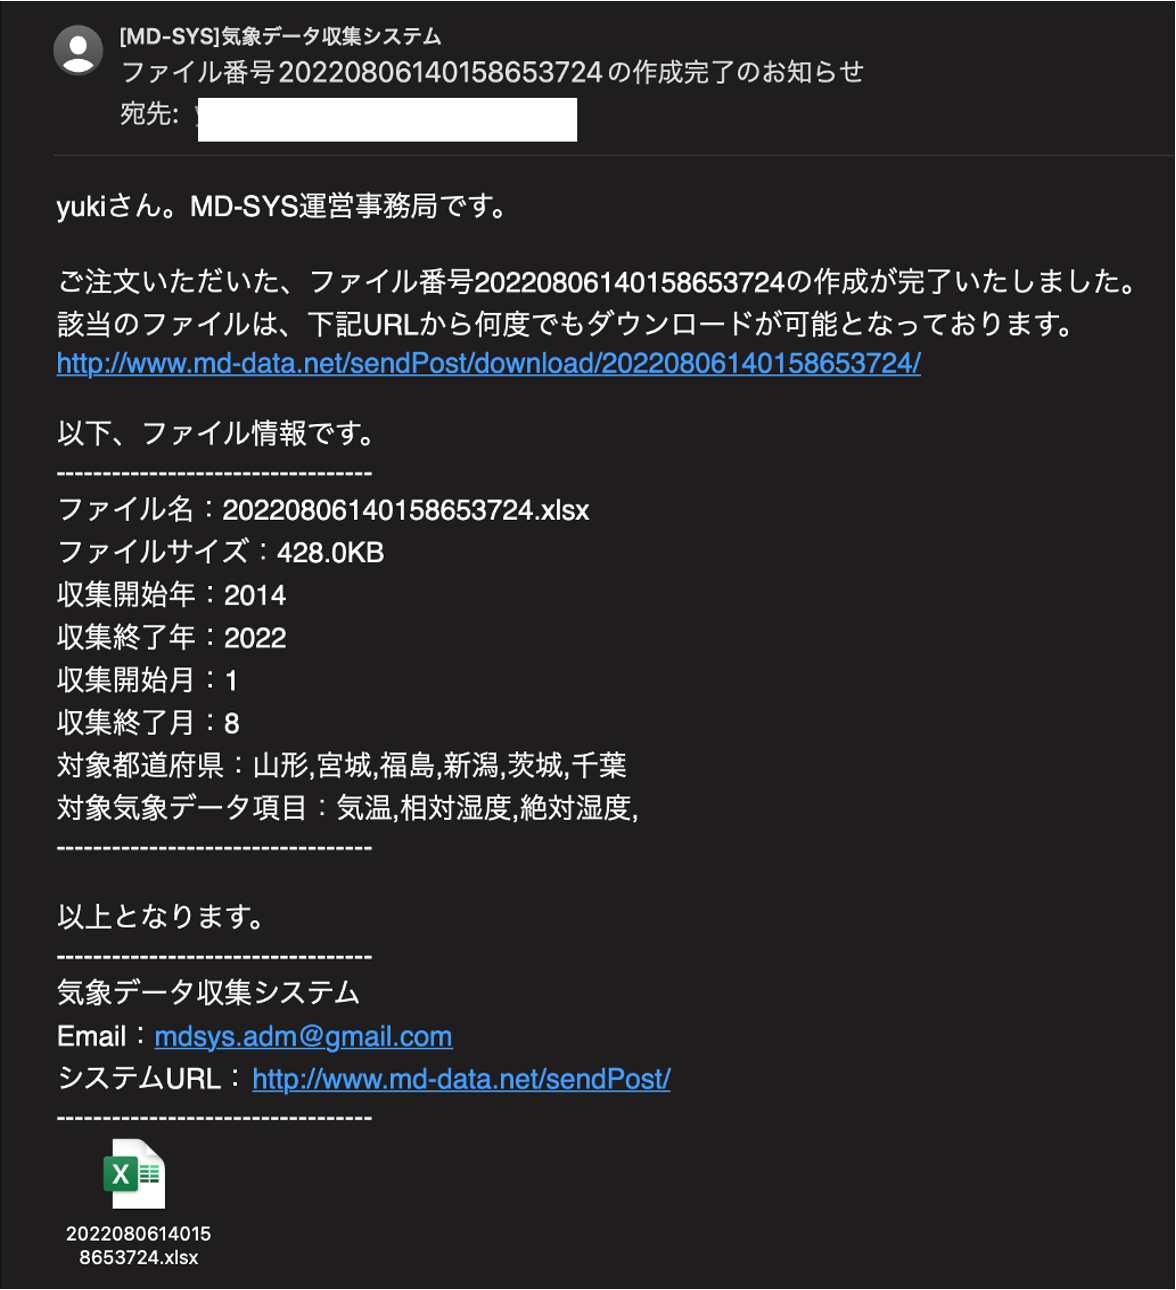 [MD-SYS]気象データ収集システム
ファイル番号20220806140158653724の作成完了のお知らせ
宛先:
yukiさん。MD-SYS運営事務局です。
ご注文いただいた、ファイル番号20220806140158653724の作成が完了いたしました。
該当のファイルは、下記URLから何度でもダウンロードが可能となっております。
http://www.md-data.net/sendPost/download/20220806140158653724/
以下、ファイル情報です。
----------------------------------
ファイル名：20220806140158653724.xlsx
ファイルサイズ：428.0KB
収集開始年：2014
収集終了年：2022
収集開始月：1
収集終了月：8
対象都道府県：山形,宮城,福島,新潟,茨城,千葉
対象気象データ項目：気温,相対湿度,絶対湿度,
----------------------------------
以上となります。
----------------------------------
気象データ収集システム
Email：mdsys.adm@gmail.com
システムURL：http://www.md-data.net/sendPost/
----------------------------------
X
2022080614015
8653724.xlsx